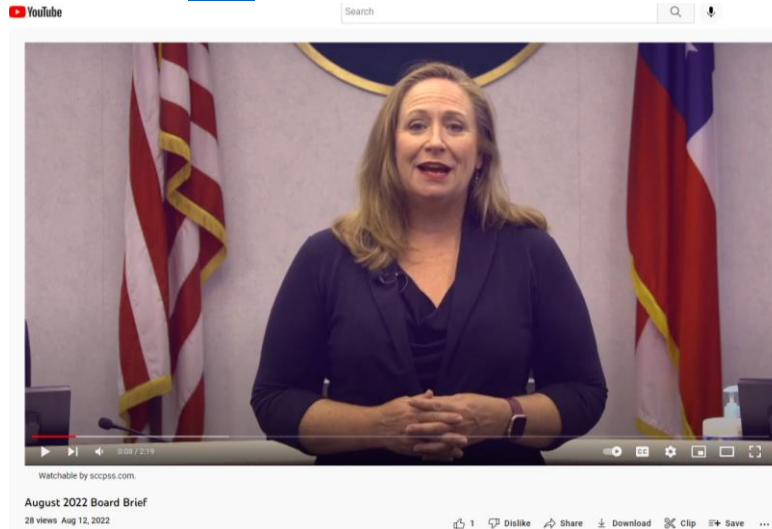 YouTube
Search
0:08 / 2:19
CC
Watchable by sccpss.com.
August 2022 Board Brief
28 views Aug 12, 2022
1 Dislike Share Download Clip Save ...